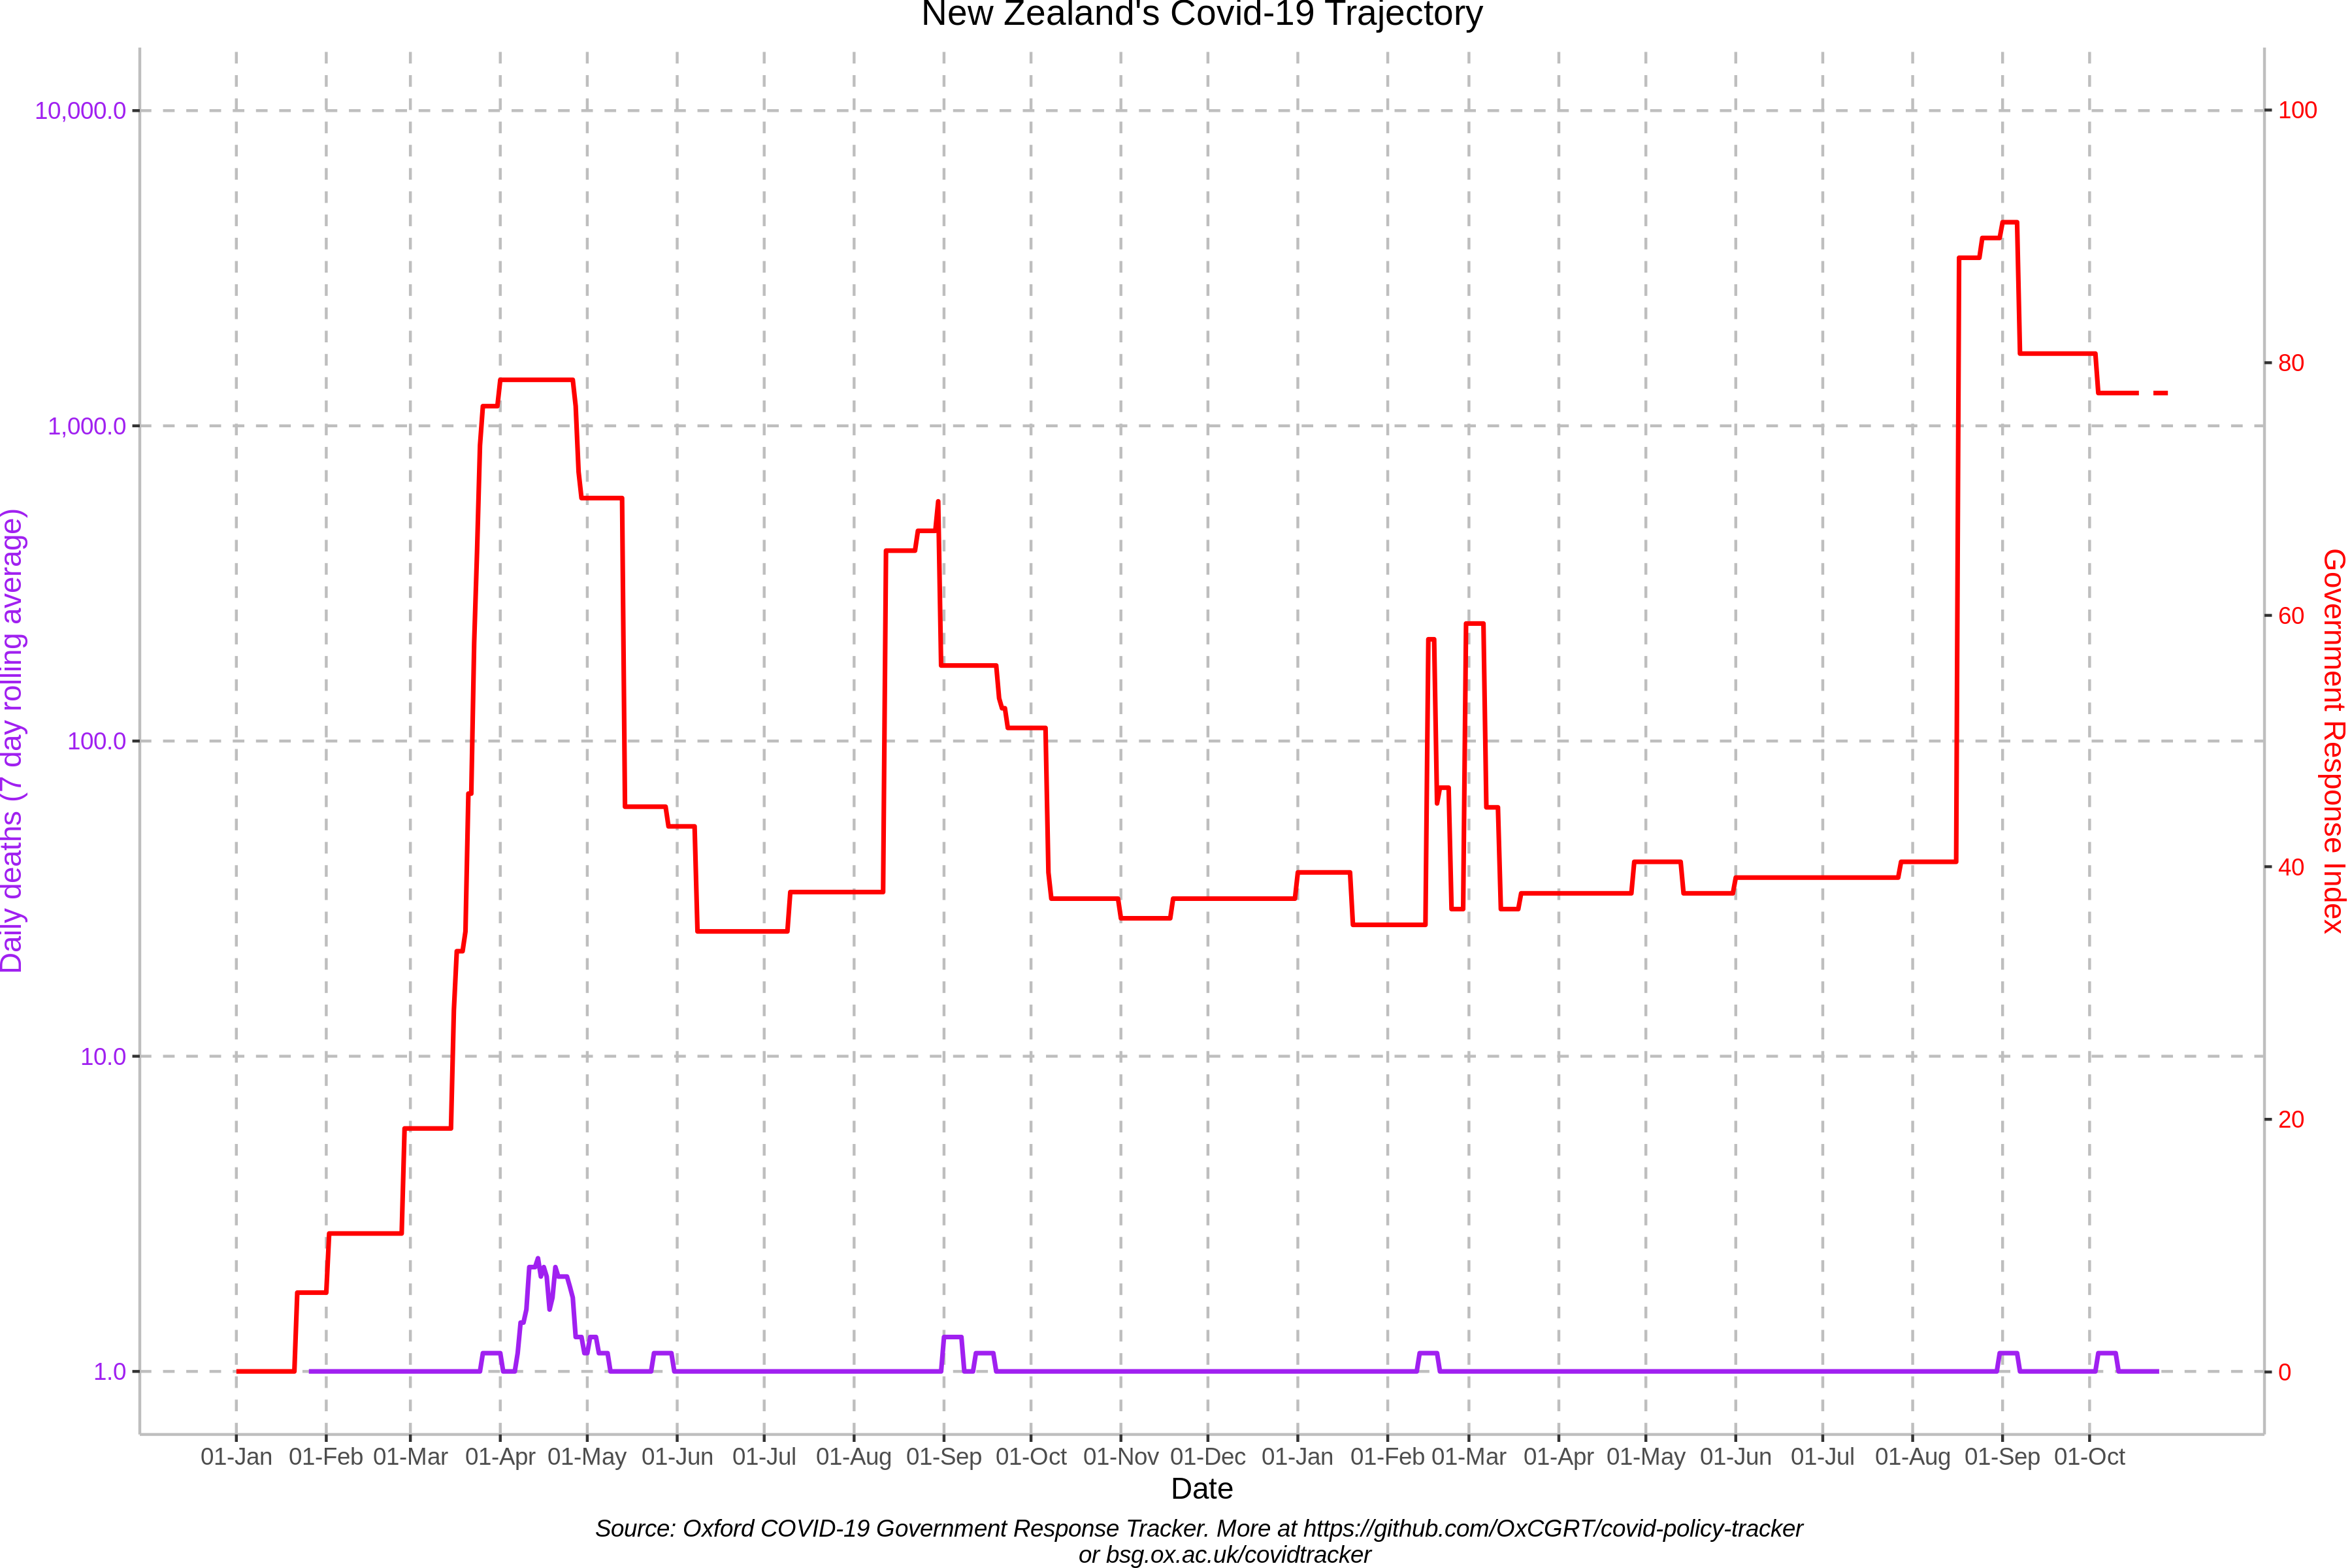 New Zealand's Covid-19 Trajectory
10,000.0
1,000.0
100.0
10.0
1.0
Daily deaths (7 day rolling average)
100
80
60
40
20
0
Government Response Index
01-Jan 01-Feb 01-Mar 01-Apr 01-May 01-Jun 01-Jul 01-Aug 01-Sep 01-Oct 01-Nov 01-Dec 01-Jan 01-Feb 01-Mar 01-Apr 01-May 01-Jun 01-Jul 01-Aug 01-Sep 01-Oct
Date
Source: Oxford COVID-19 Government Response Tracker. More at https://github.com/OxCGRT/covid-policy-tracker
or bsg.ox.ac.uk/covidtracker